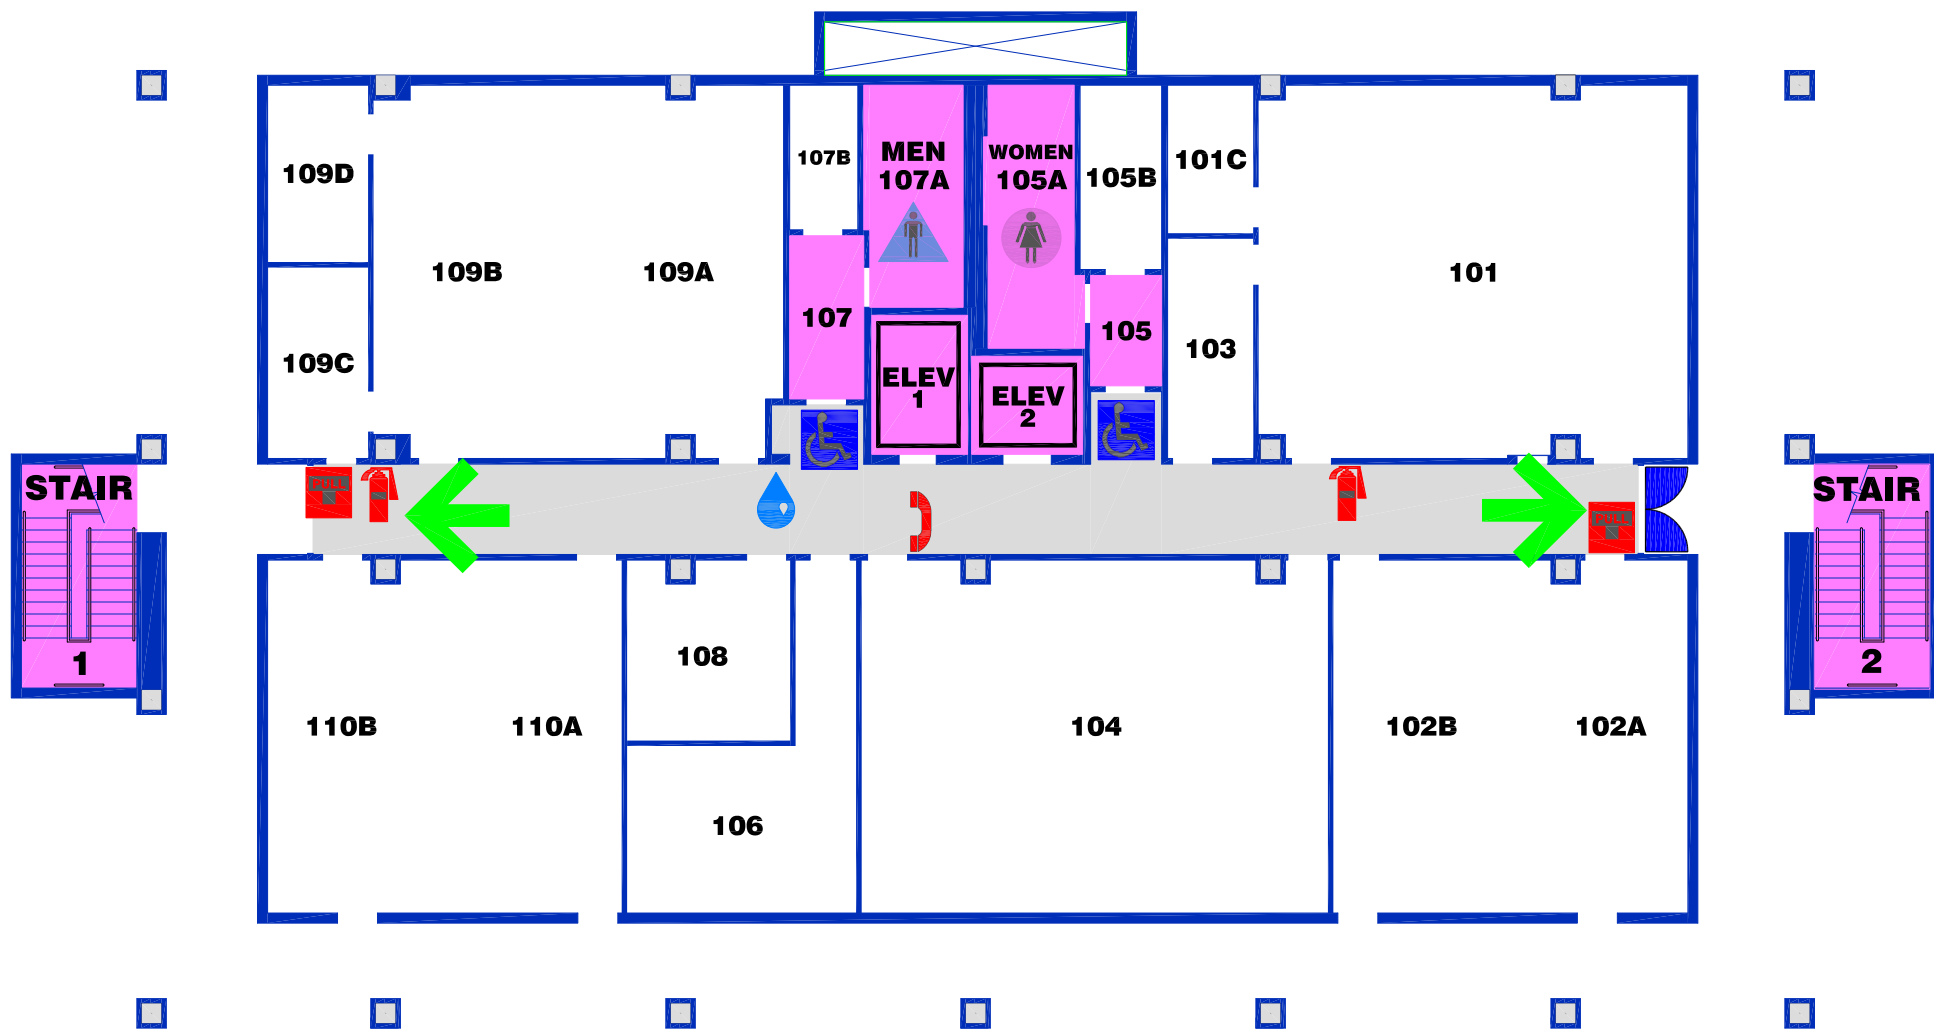 107B
MEN
107A
WOMEN
105A
105B
101C
109D
109B
109A
107
105
101
109C
ELEV
1
ELEV
2
103
STAIR
PULL
PULL
STAIR
1
108
2
110B
110A
104
102B
102A
106